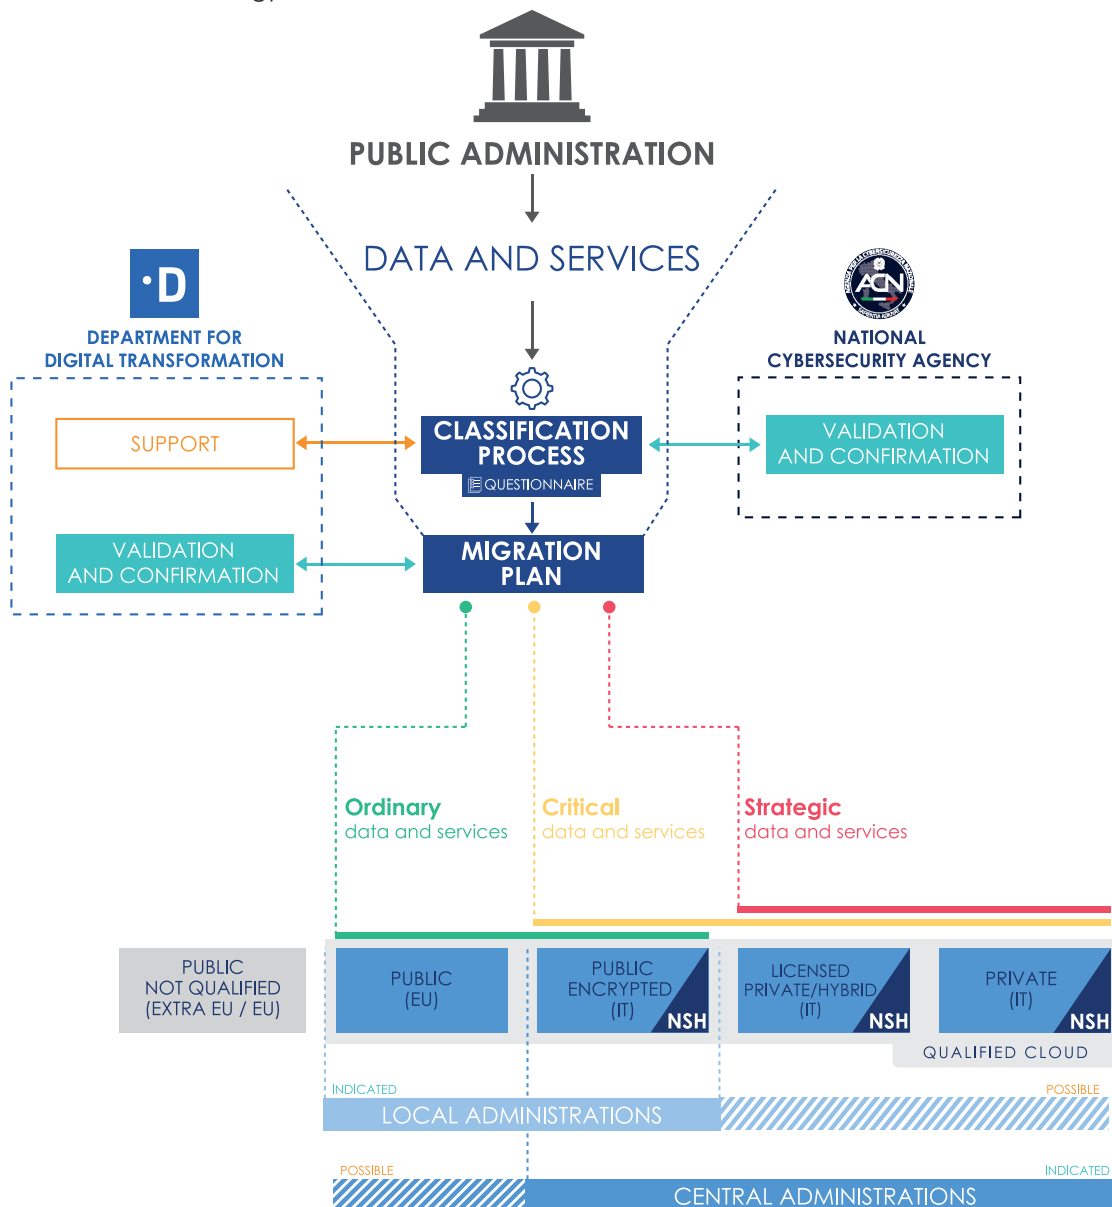 PUBLIC ADMINISTRATION
DATA AND SERVICES
·D
DEPARTMENT FOR
DIGITAL TRANSFORMATION
ACN
NATIONAL
CYBERSECURITY AGENCY
SUPPORT
CLASSIFICATION
PROCESS
QUESTIONNAIRE
VALIDATION
AND CONFIRMATION
VALIDATION
AND CONFIRMATION
MIGRATION
PLAN
Ordinary
data and services
Critical
data and services
Strategic
data and services
PUBLIC
NOT QUALIFIED
(EXTRA EU / EU)
PUBLIC
(EU)
PUBLIC
ENCRYPTED
(IT)
NSH
LICENSED
PRIVATE/HYBRID
(IT)
NSH
PRIVATE
(IT)
NSH
QUALIFIED CLOUD
INDICATED
POSSIBLE
LOCAL ADMINISTRATIONS
POSSIBLE
INDICATED
CENTRAL ADMINISTRATIONS